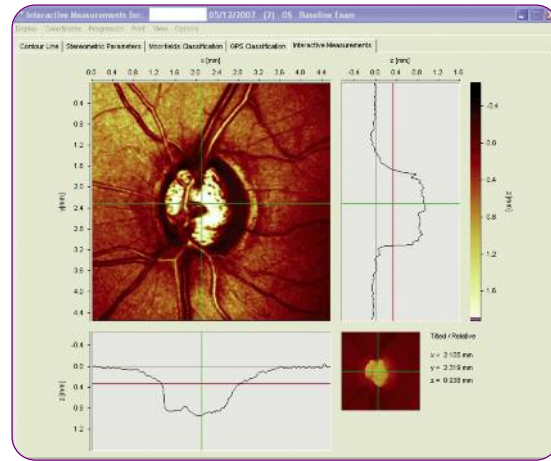 Interactive Measurements for: 05/12/2007 (2) OS Baseline Exam
Display Coordinates Progression Print View Options
Contour Line Stereometric Parameters Moorfields Classification GPS Classification Interactive Measurements
x [mm] z [mm]
0.0 0.4 0.8 1.2 1.6 2.0 2.4 2.8 3.2 3.6 4.0 4.4 -0.4 0.0 0.4 0.8 1.2 1.6
0.4
0.8
1.2
1.6
2.0
2.4
2.8
3.2
3.6
4.0
4.4
y [mm]
-0.4
0.0
0.4
0.8
1.2
1.6
z [mm]
0.0
0.4
0.8
1.2
z [mm]
Tilted / Relative
x = 2.105 mm
y = 2.319 mm
z = 0.938 mm